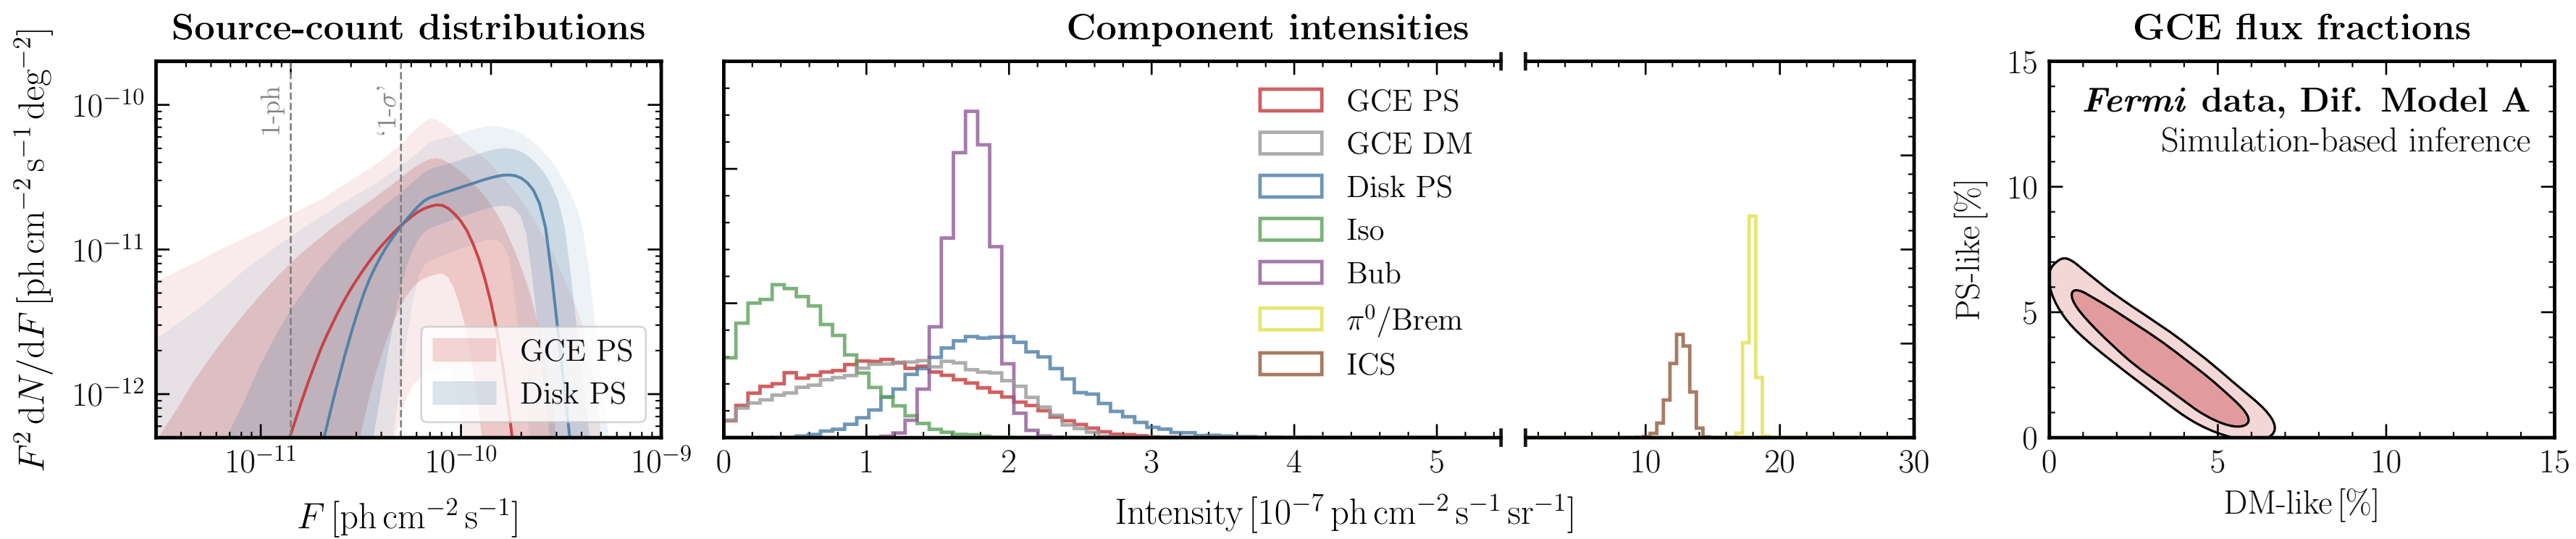 Source-count distributions
F² dN/dF [ph cm⁻² s⁻¹ deg⁻²]
10⁻¹⁰
10⁻¹¹
10⁻¹²
1-ph
‘1-σ’
GCE PS
Disk PS
10⁻¹¹ 10⁻¹⁰ 10⁻⁹
F [ph cm⁻² s⁻¹]
Component intensities
GCE PS
GCE DM
Disk PS
Iso
Bub
π⁰/Brem
ICS
0 1 2 3 4 5 10 20 30
Intensity [10⁻⁷ ph cm⁻² s⁻¹ sr⁻¹]
GCE flux fractions
Fermi data, Dif. Model A
Simulation-based inference
PS-like [%]
15
10
5
0
0 5 10 15
DM-like [%]